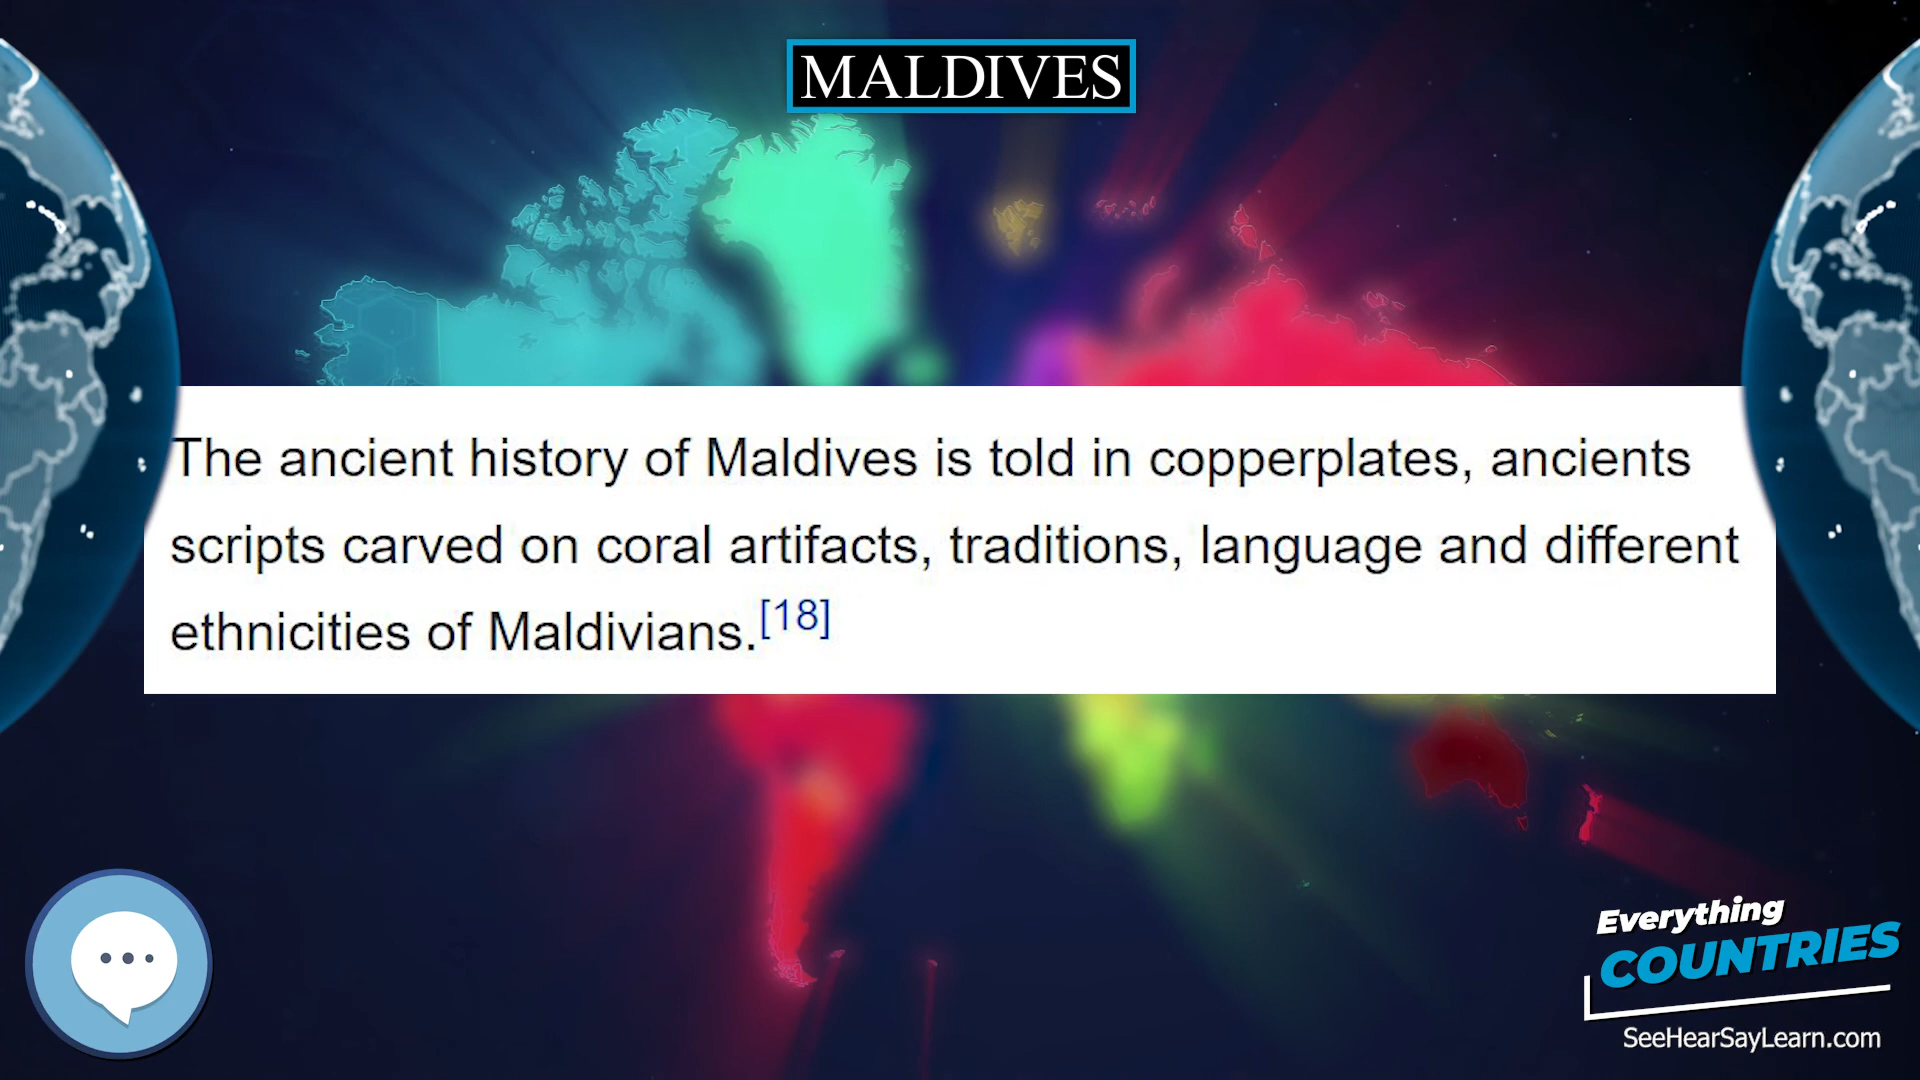 MALDIVES
The ancient history of Maldives is told in copperplates, ancients
scripts carved on coral artifacts, traditions, language and different
ethnicities of Maldivians.[18]
Everything
COUNTRIES
SeeHearSayLearn.com